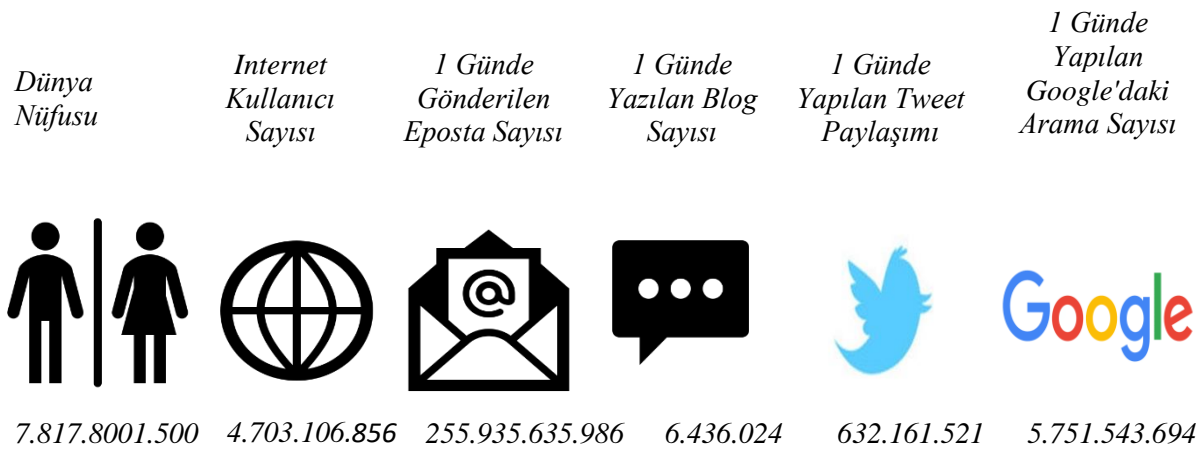 Dünya
Nüfusu
Internet
Kullanıcı
Sayısı
1 Günde
Gönderilen
Eposta Sayısı
1 Günde
Yazılan Blog
Sayısı
1 Günde
Yapılan Tweet
Paylaşımı
1 Günde
Yapılan
Google'daki
Arama Sayısı
@
Google
7.817.8001.500
4.703.106.856
255.935.635.986
6.436.024
632.161.521
5.751.543.694